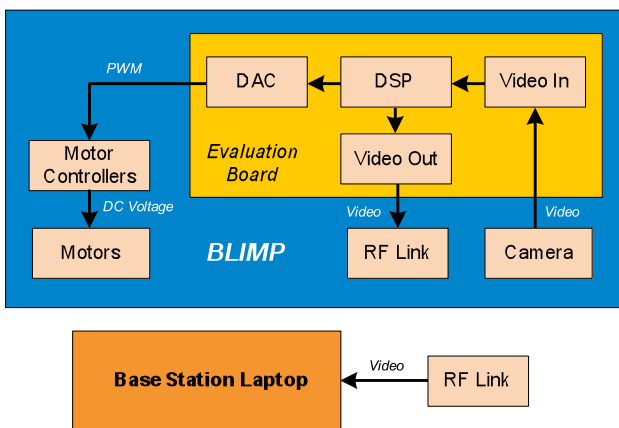 PWM
DAC
DSP
Video In
Evaluation
Board
Video Out
Motor
Controllers
DC Voltage
Video
Video
Motors
BLIMP
RF Link
Camera
Base Station Laptop
Video
RF Link